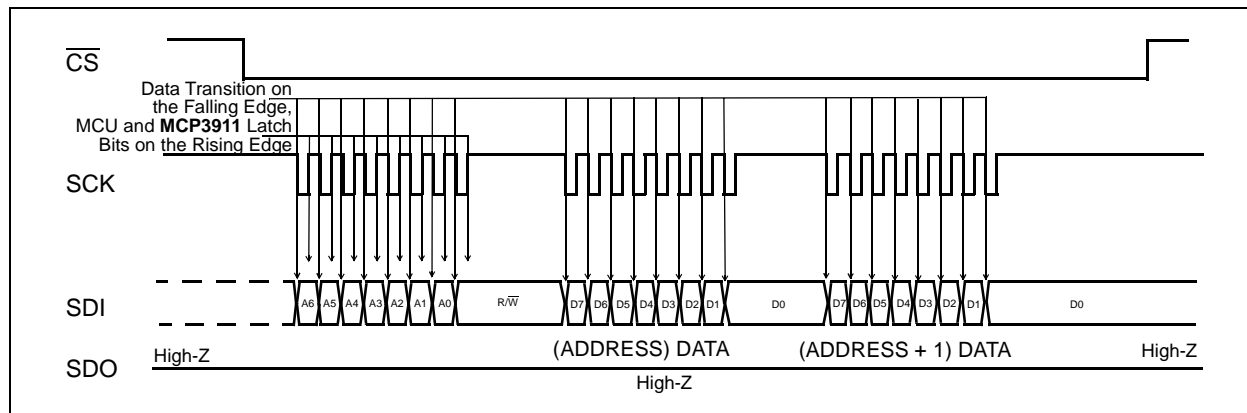 CS
Data Transition on
the Falling Edge,
MCU and MCP3911 Latch
Bits on the Rising Edge
SCK
SDI
A6 A5 A4 A3 A2 A1 A0 R/W D7 D6 D5 D4 D3 D2 D1 D0 D7 D6 D5 D4 D3 D2 D1 D0
(ADDRESS) DATA (ADDRESS + 1) DATA
High-Z High-Z
SDO
High-Z